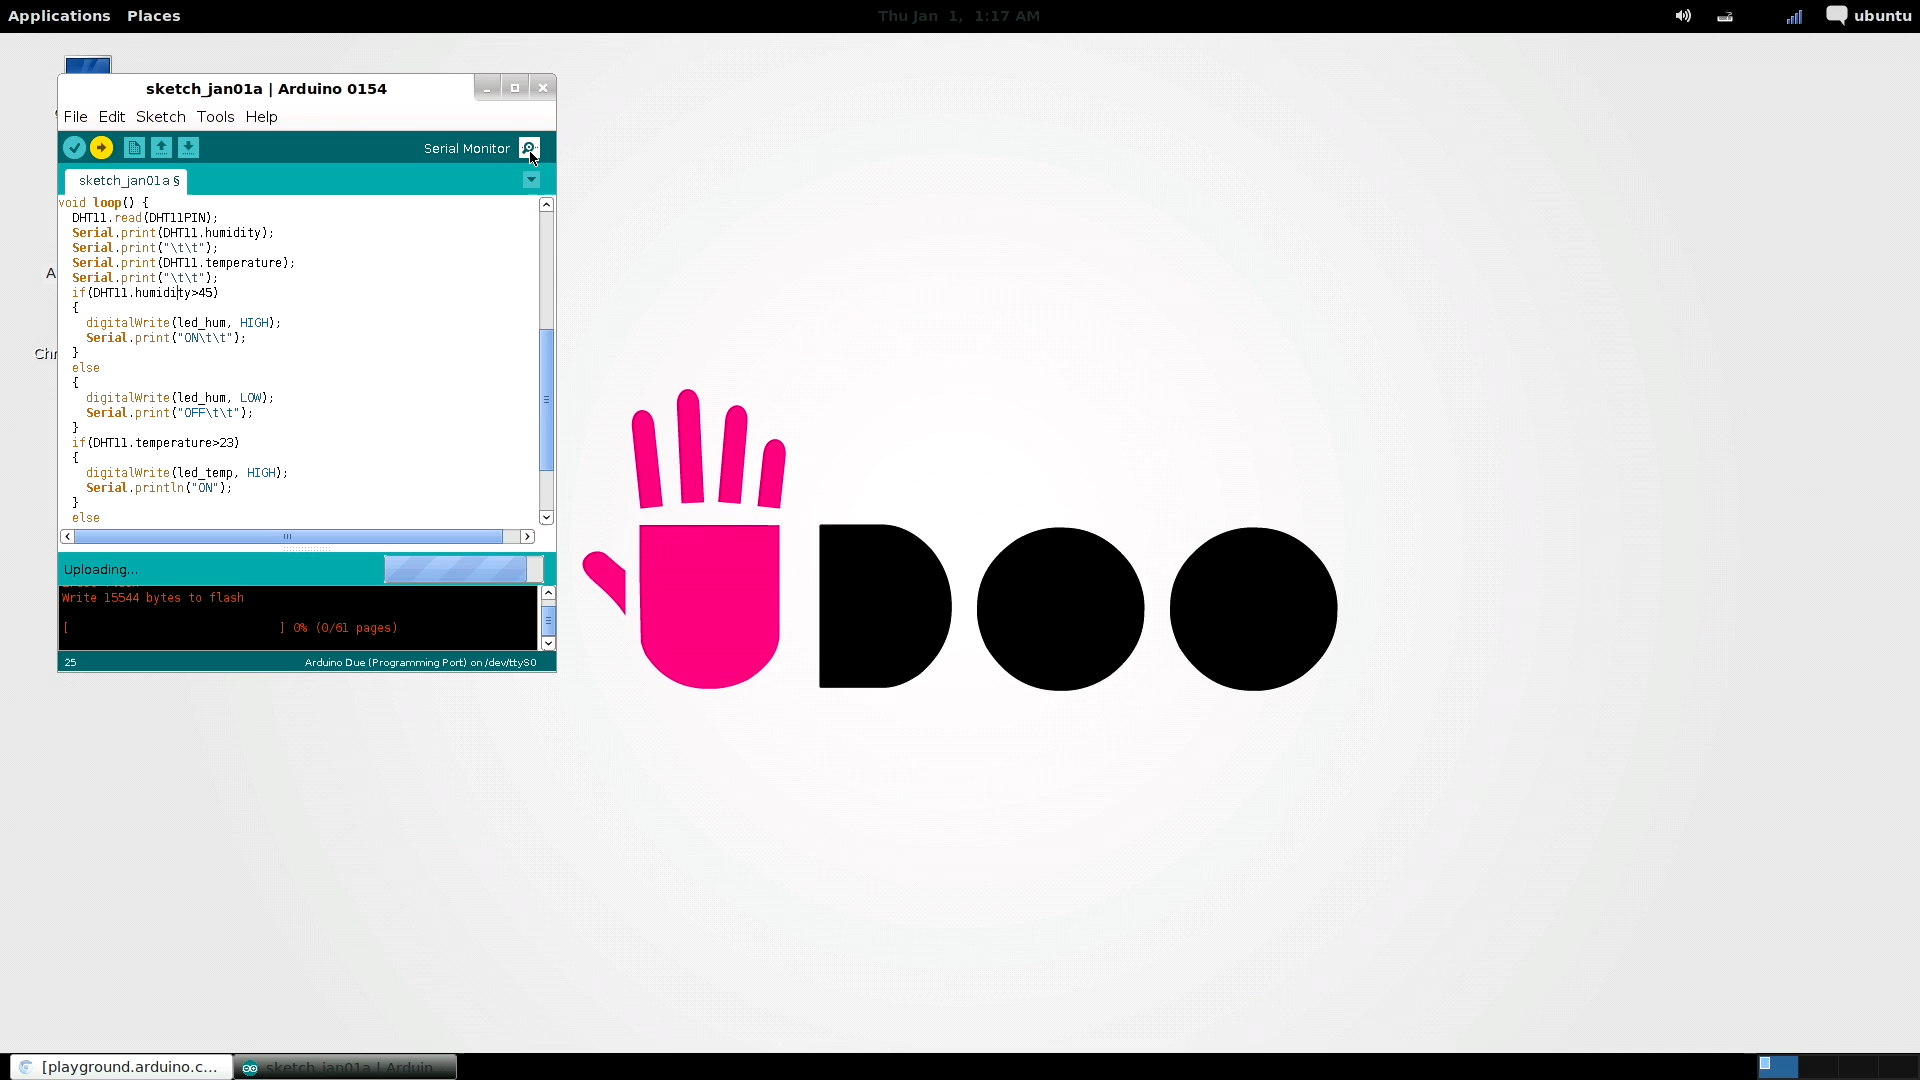 Applications Places Thu Jan 1, 1:17 AM ubuntu
sketch_jan01a | Arduino 0154
File Edit Sketch Tools Help
Serial Monitor
sketch_jan01a §
void loop() {
DHT11.read(DHT11PIN);
Serial.print(DHT11.humidity);
Serial.print("\t\t");
Serial.print(DHT11.temperature);
Serial.print("\t\t");
if(DHT11.humidity>45)
{
digitalWrite(led_hum, HIGH);
Serial.print("ON\t\t");
}
else
{
digitalWrite(led_hum, LOW);
Serial.print("OFF\t\t");
}
if(DHT11.temperature>23)
{
digitalWrite(led_temp, HIGH);
Serial.println("ON");
}
else
Uploading...
Write 15544 bytes to flash
[ ] 0% (0/61 pages)
25 Arduino Due (Programming Port) on /dev/ttyS0
A
Chr
DOO
[playground.arduino.c... sketch_jan01a | Arduin